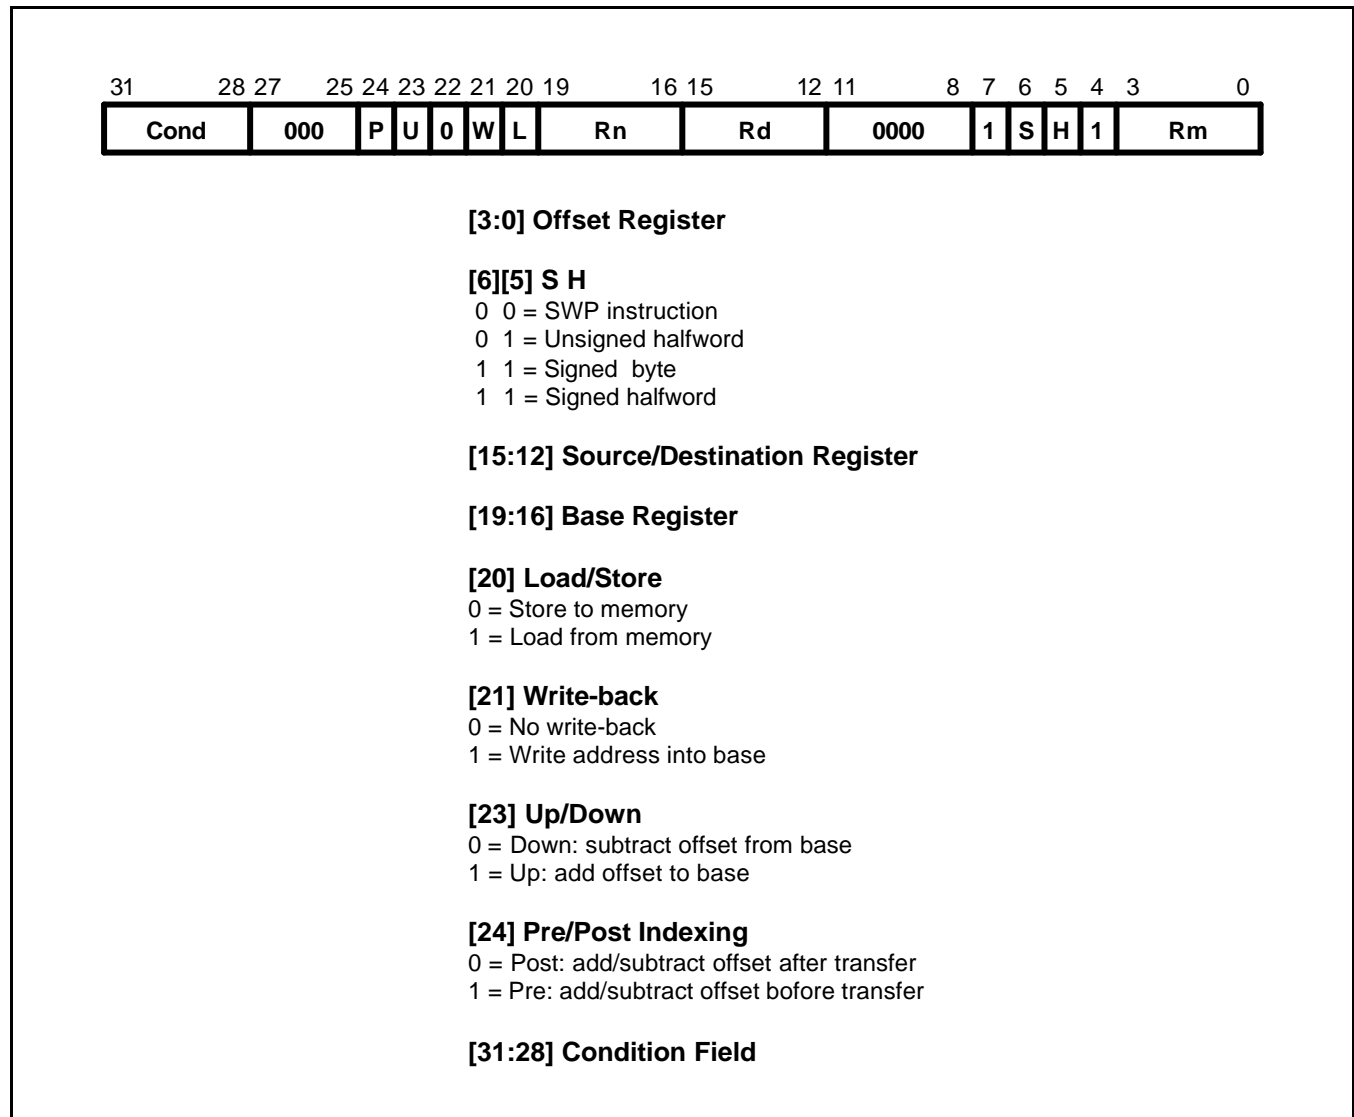 31 28 27 25 24 23 22 21 20 19 16 15 12 11 8 7 6 5 4 3 0
Cond 000 P U 0 W L Rn Rd 0000 1 S H 1 Rm
[3:0] Offset Register
[6][5] S H
0 0 = SWP instruction
0 1 = Unsigned halfword
1 1 = Signed byte
1 1 = Signed halfword
[15:12] Source/Destination Register
[19:16] Base Register
[20] Load/Store
0 = Store to memory
1 = Load from memory
[21] Write-back
0 = No write-back
1 = Write address into base
[23] Up/Down
0 = Down: subtract offset from base
1 = Up: add offset to base
[24] Pre/Post Indexing
0 = Post: add/subtract offset after transfer
1 = Pre: add/subtract offset bofore transfer
[31:28] Condition Field